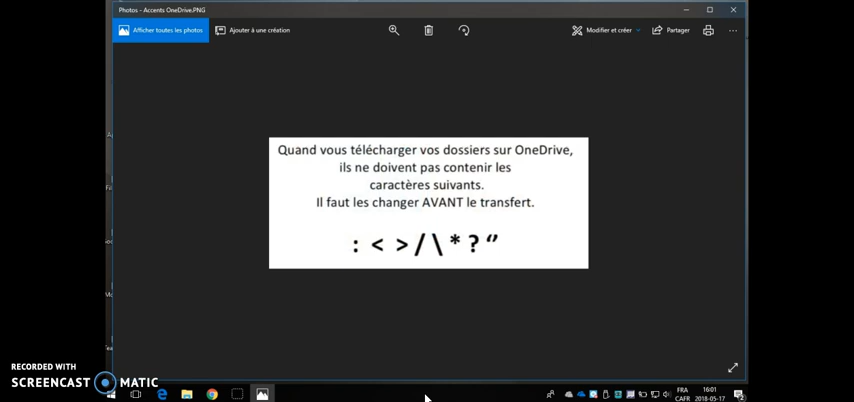 Photos - Accents OneDrive.PNG
Afficher toutes les photos
Ajouter à une création
Modifier et créer
Partager
Quand vous télécharger vos dossiers sur OneDrive,
ils ne doivent pas contenir les
caractères suivants.
Il faut les changer AVANT le transfert.
: < > / \ * ? ”
RECORDED WITH
SCREENCAST MATIC
FRA
CAFR
16:01
2018-05-17
2